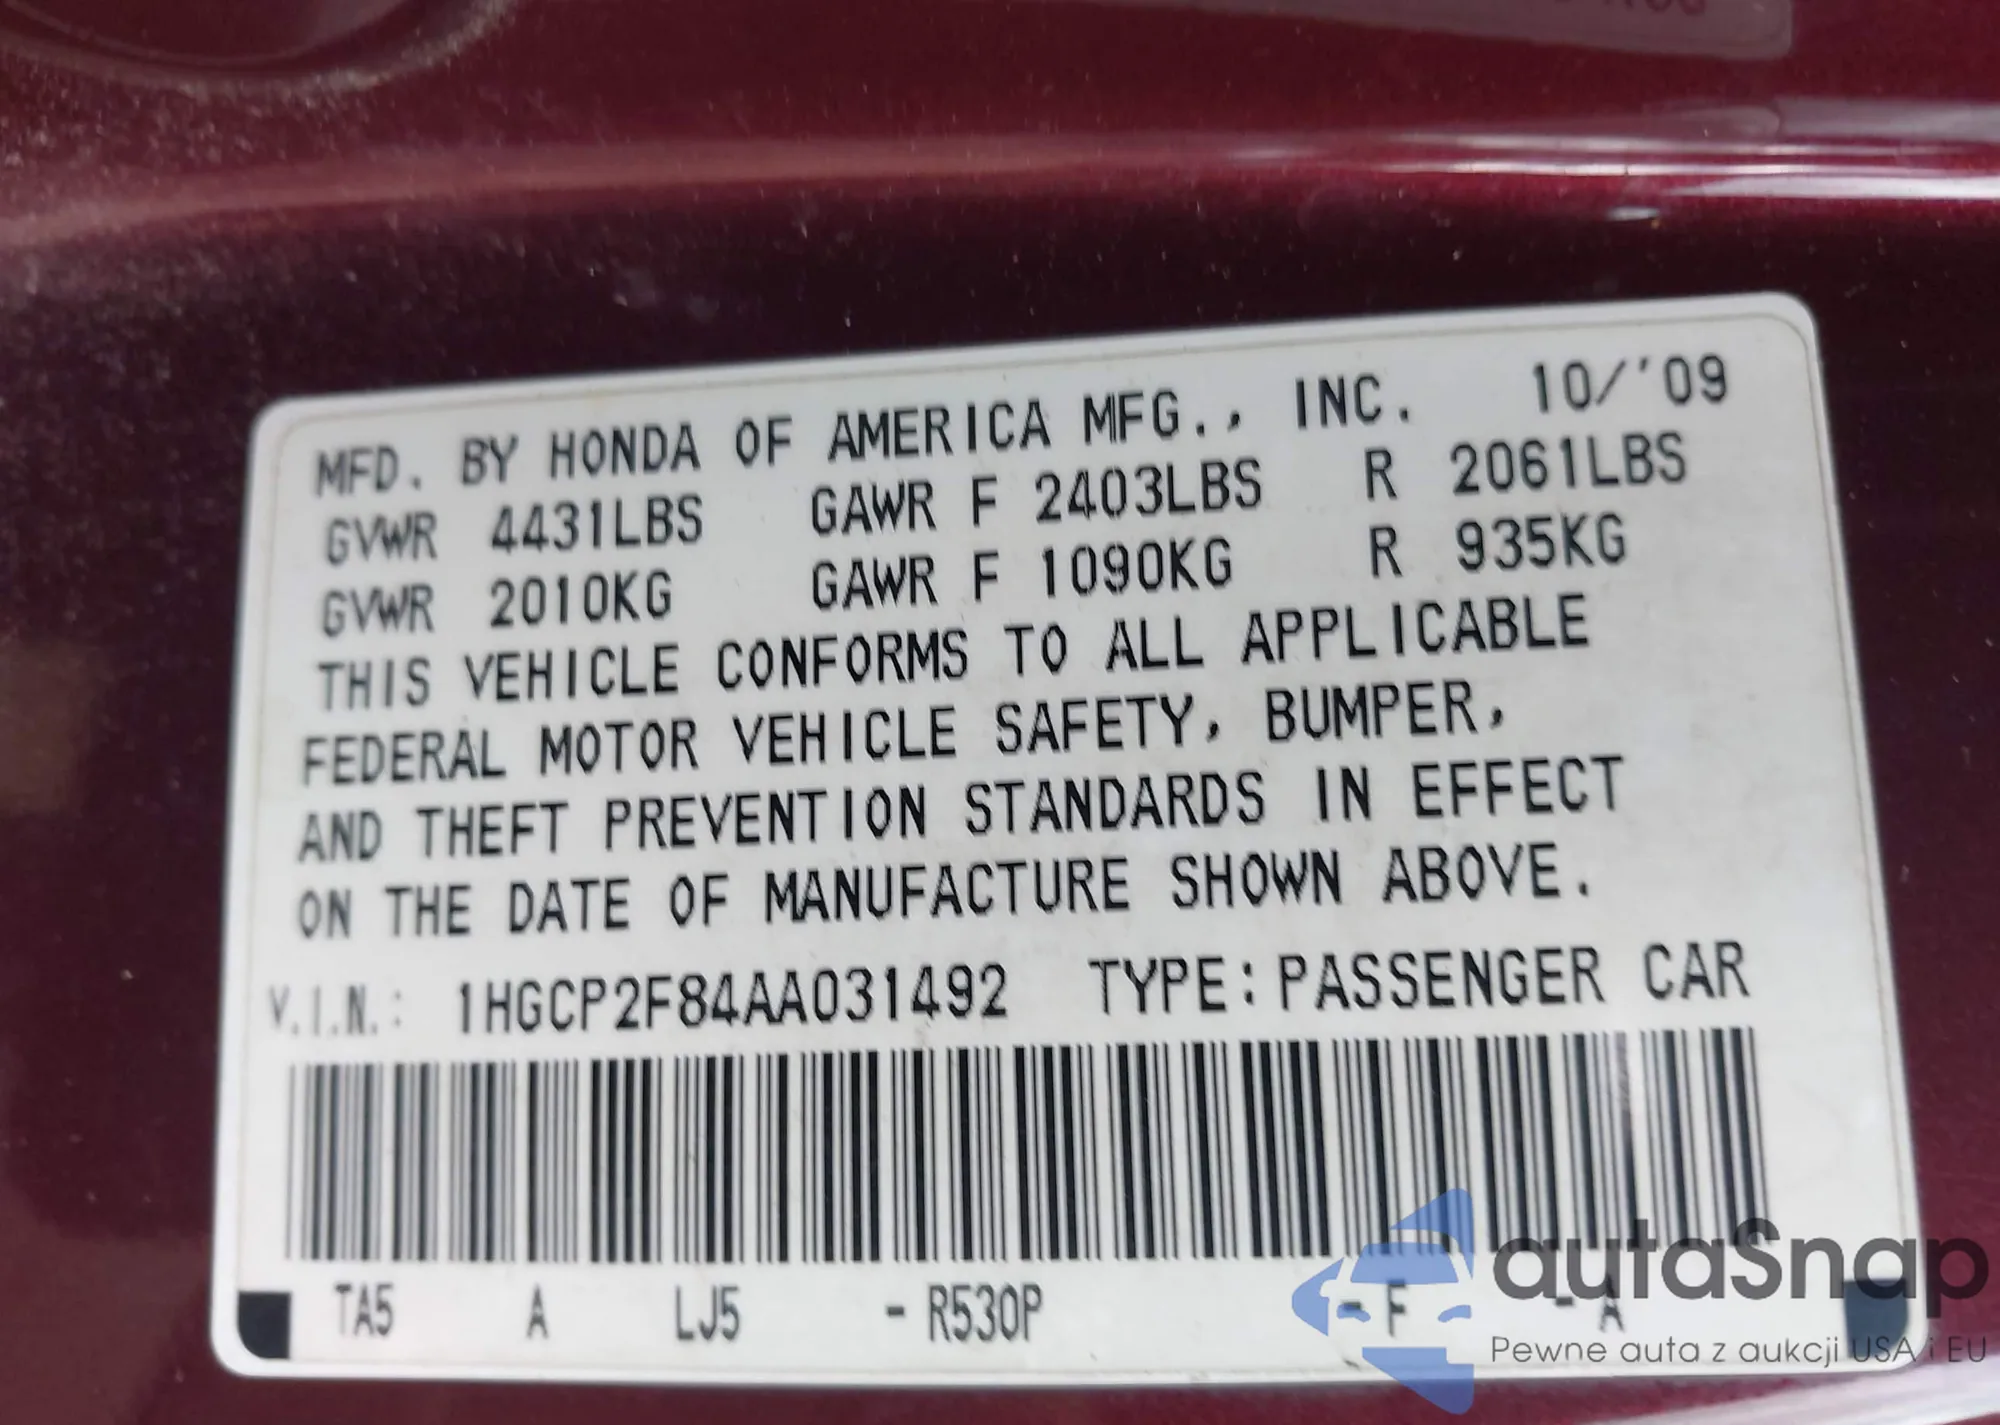 MFD. BY HONDA OF AMERICA MFG., INC. 10/'09
GVWR 4431LBS GAWR F 2403LBS R 2061LBS
GVWR 2010KG GAWR F 1090KG R 935KG
THIS VEHICLE CONFORMS TO ALL APPLICABLE
FEDERAL MOTOR VEHICLE SAFETY, BUMPER,
AND THEFT PREVENTION STANDARDS IN EFFECT
ON THE DATE OF MANUFACTURE SHOWN ABOVE.
V.I.N.: 1HGCP2F84AA031492 TYPE:PASSENGER CAR
TA5 A LJ5 - R530P - F - A
autaSnap
Pewne auta z aukcji USA i EU